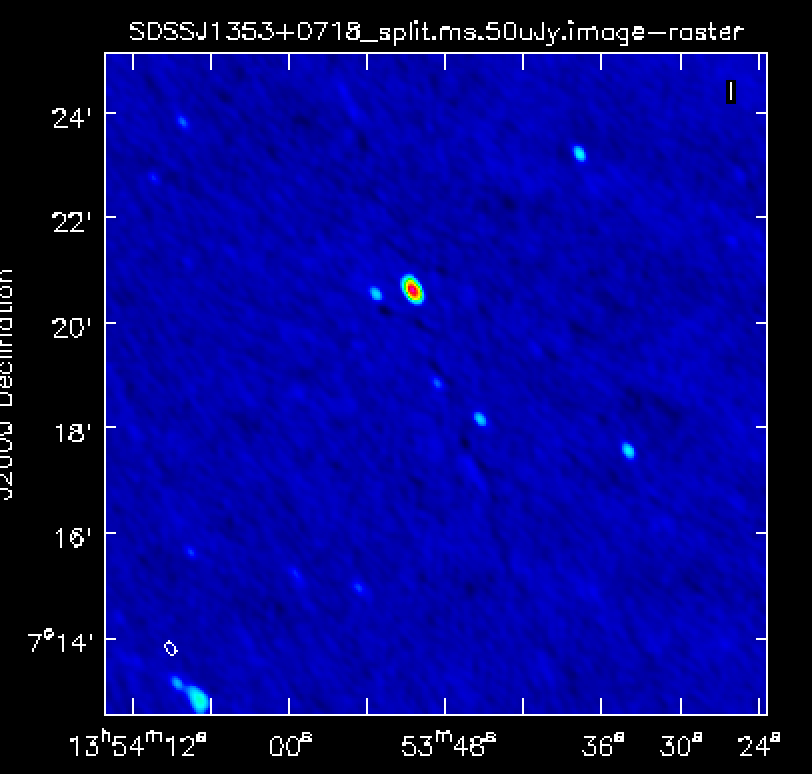 SDSSJ1353+0718_split.ms.50uJy.image-raster
I
24'
22'
20'
18'
16'
7°14'
J2000 Declination
13ʰ54ᵐ12ˢ 00ˢ 53ᵐ48ˢ 36ˢ 30ˢ 24ˢ